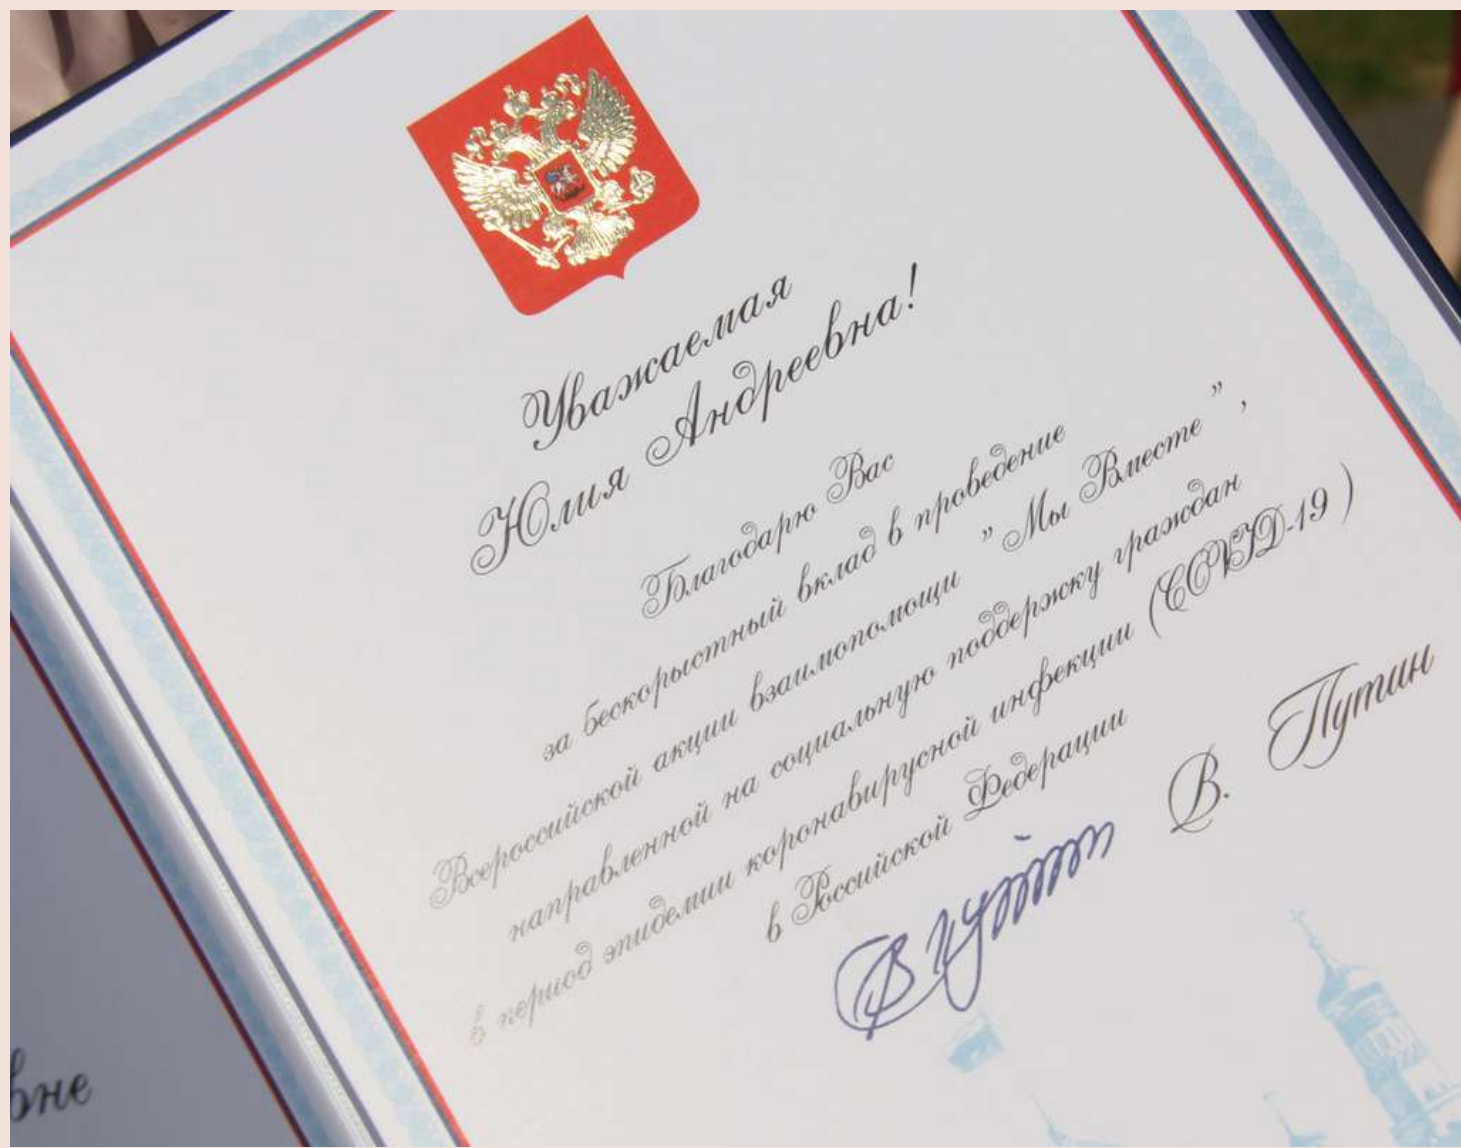 Уважаемая
Юлия Андреевна!
Благодарю Вас
за бескорыстный вклад в проведение
Всероссийской акции взаимопомощи "Мы Вместе",
направленной на социальную поддержку граждан
в период эпидемии коронавирусной инфекции (COVID-19)
в Российской Федерации
В. Путин
вне